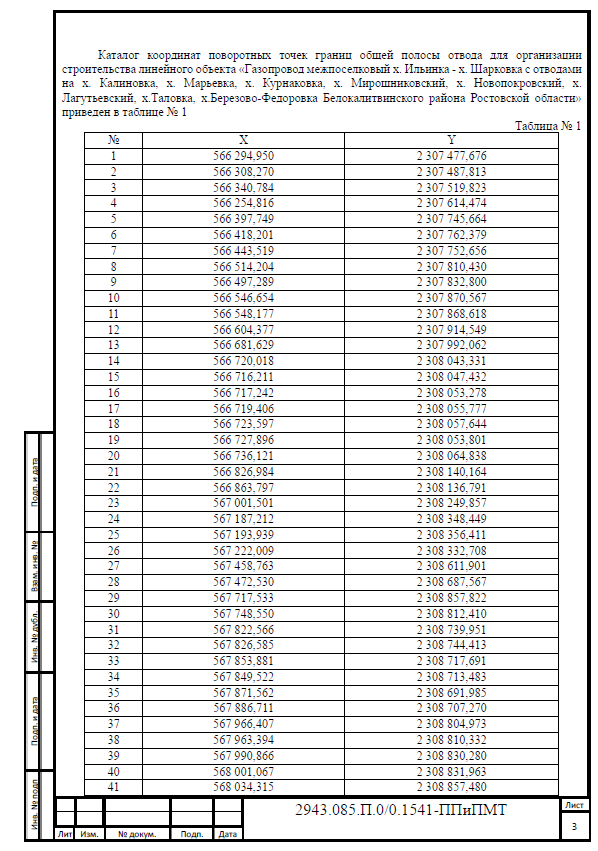 Каталог координат поворотных точек границ общей полосы отвода для организации
строительства линейного объекта «Газопровод межпоселковый х. Ильинка - х. Шарковка с отводами
на х. Калиновка, х. Марьевка, х. Курнаковка, х. Мирошниковский, х. Новопокровский, х.
Лагутьевский, х.Таловка, х.Березово-Федоровка Белокалитвинского района Ростовской области»
приведен в таблице № 1
Таблица № 1
№ X Y
1 566 294,950 2 307 477,676
2 566 308,270 2 307 487,813
3 566 340,784 2 307 519,823
4 566 254,816 2 307 614,474
5 566 397,749 2 307 745,664
6 566 418,201 2 307 762,379
7 566 443,519 2 307 752,656
8 566 514,204 2 307 810,430
9 566 497,289 2 307 832,800
10 566 546,654 2 307 870,567
11 566 548,177 2 307 868,618
12 566 604,377 2 307 914,549
13 566 681,629 2 307 992,062
14 566 720,018 2 308 043,331
15 566 716,211 2 308 047,432
16 566 717,242 2 308 053,278
17 566 719,406 2 308 055,777
18 566 723,597 2 308 057,644
19 566 727,896 2 308 053,801
20 566 736,121 2 308 064,838
21 566 826,984 2 308 140,164
22 566 863,797 2 308 136,791
23 567 001,501 2 308 249,857
24 567 187,212 2 308 348,449
25 567 193,939 2 308 356,411
26 567 222,009 2 308 332,708
27 567 458,763 2 308 611,901
28 567 472,530 2 308 687,567
29 567 717,533 2 308 857,822
30 567 748,550 2 308 812,410
31 567 822,566 2 308 739,951
32 567 826,585 2 308 744,413
33 567 853,881 2 308 717,691
34 567 849,522 2 308 713,483
35 567 871,562 2 308 691,985
36 567 886,711 2 308 707,270
37 567 966,407 2 308 804,973
38 567 963,394 2 308 810,332
39 567 990,866 2 308 830,280
40 568 001,067 2 308 831,963
41 568 034,315 2 308 857,480
Подп. и дата
Взам. инв. №
Инв. № дубл.
Подп. и дата
Инв. № подп
2943.085.П.0/0.1541-ППиПМТ
Лист
3
Лит Изм. № докум. Подп. Дата